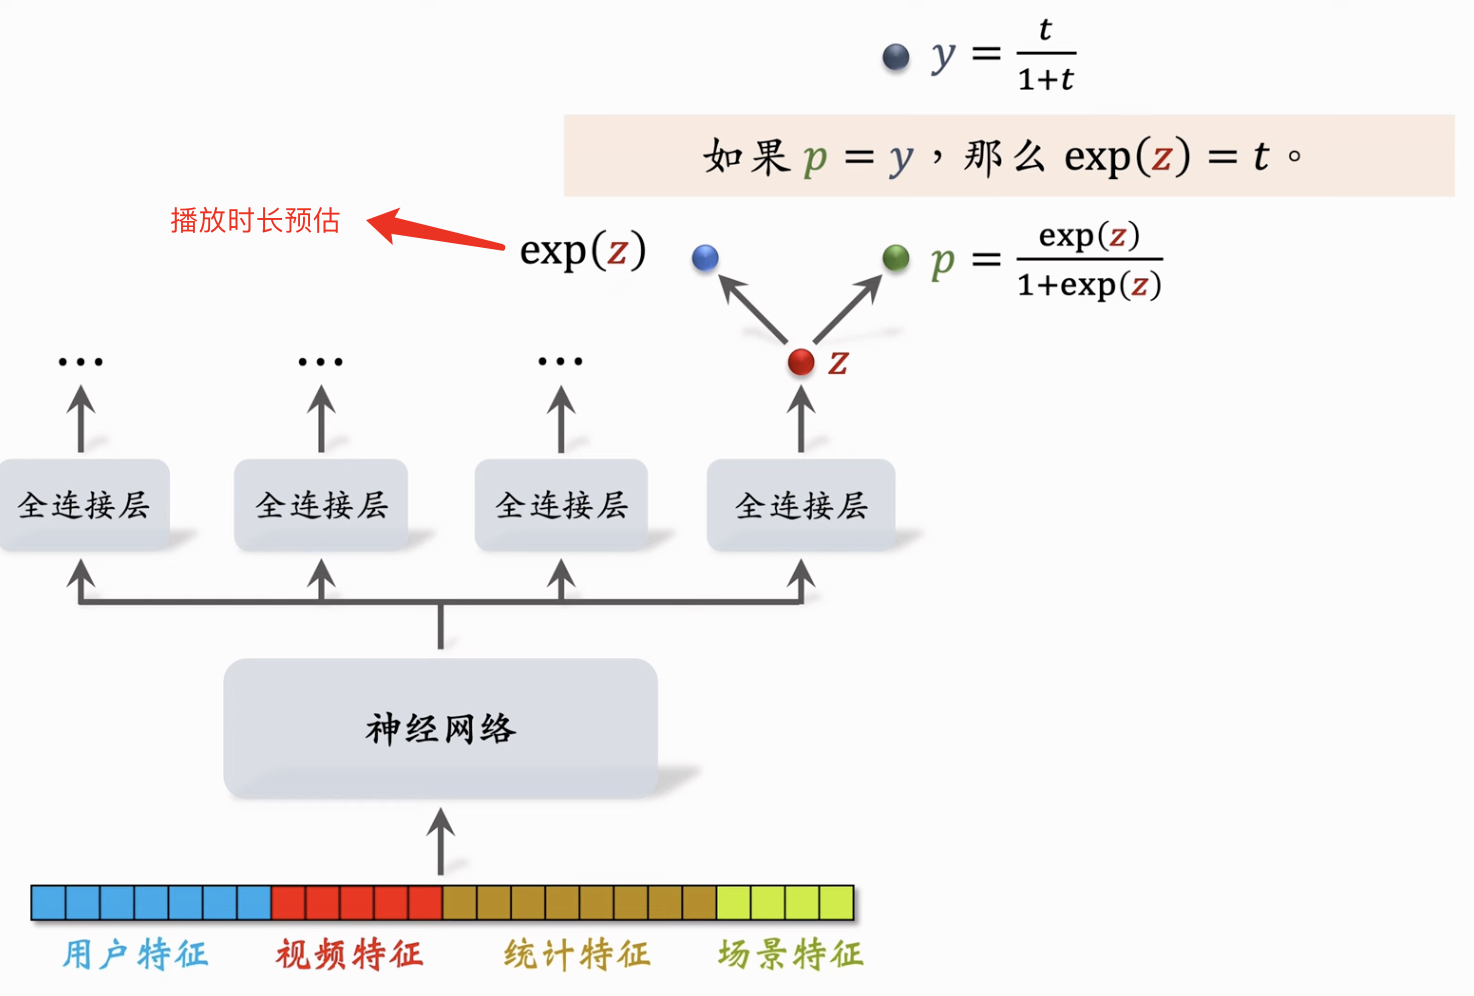 y = t/(1+t)
如果 p = y，那么 exp(z) = t。
播放时长预估
exp(z)
p = exp(z)/(1+exp(z))
... ... ...
z
全连接层 全连接层 全连接层 全连接层
神经网络
用户特征 视频特征 统计特征 场景特征